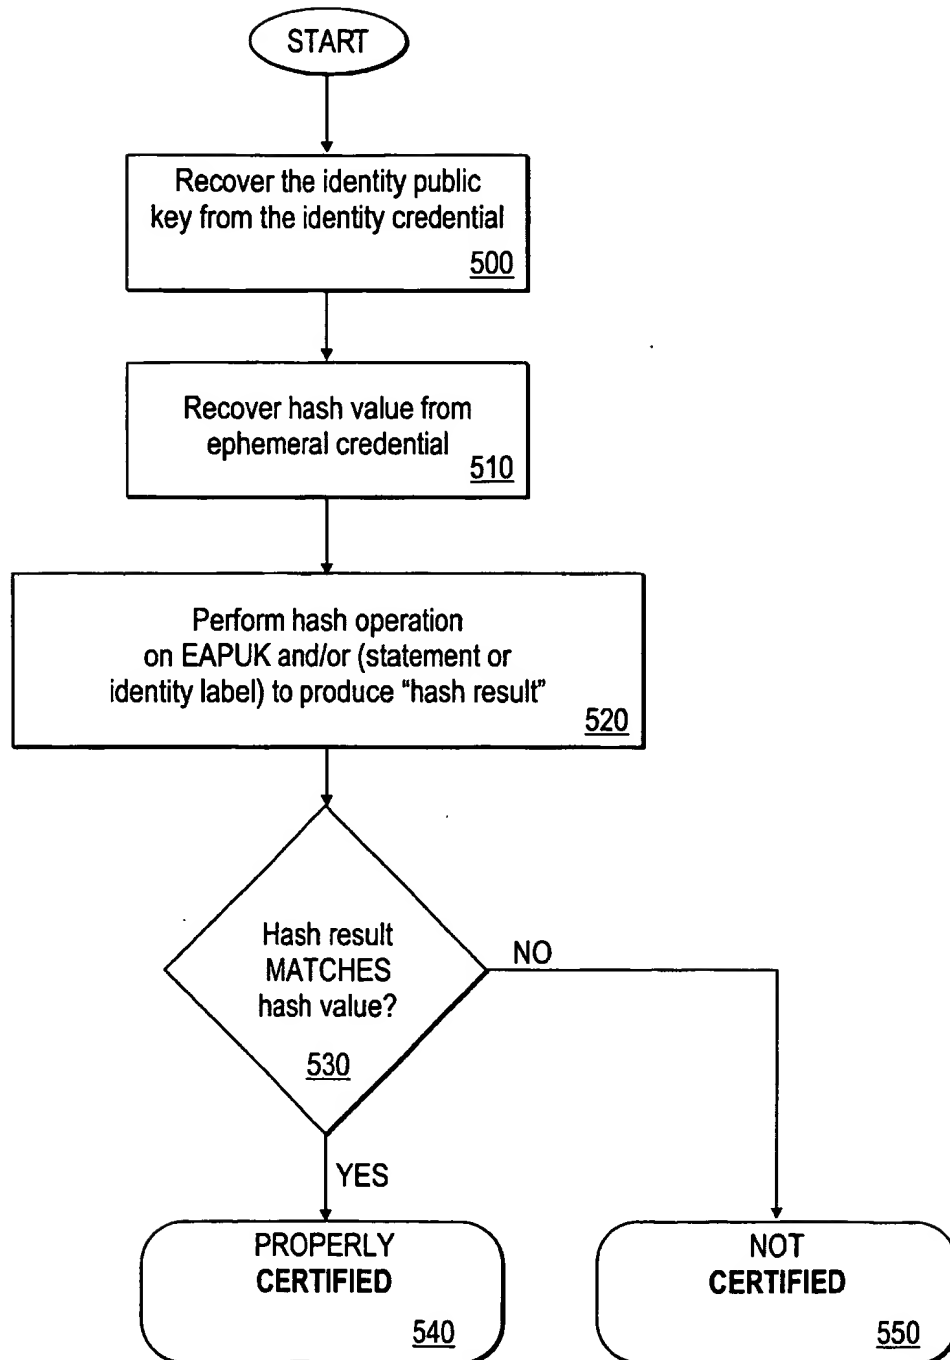 START
Recover the identity public
key from the identity credential
500
Recover hash value from
ephemeral credential
510
Perform hash operation
on EAPUK and/or (statement or
identity label) to produce “hash result”
520
Hash result
MATCHES
hash value?
530
NO
YES
PROPERLY
CERTIFIED
540
NOT
CERTIFIED
550